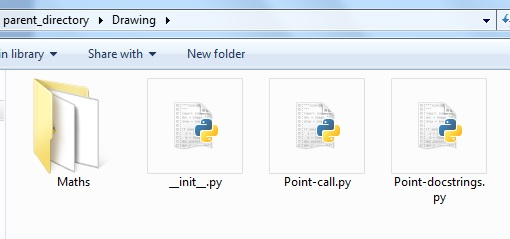 parent_directory ▸ Drawing ▸
in library ▾ Share with ▾ New folder
Maths
__init__.py
Point-call.py
Point-docstrings.
py